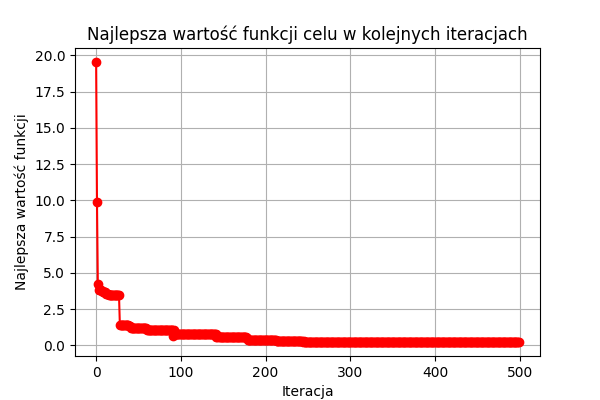 Najlepsza wartość funkcji celu w kolejnych iteracjach
20.0
17.5
15.0
12.5
10.0
7.5
5.0
2.5
0.0
Najlepsza wartość funkcji
0 100 200 300 400 500
Iteracja